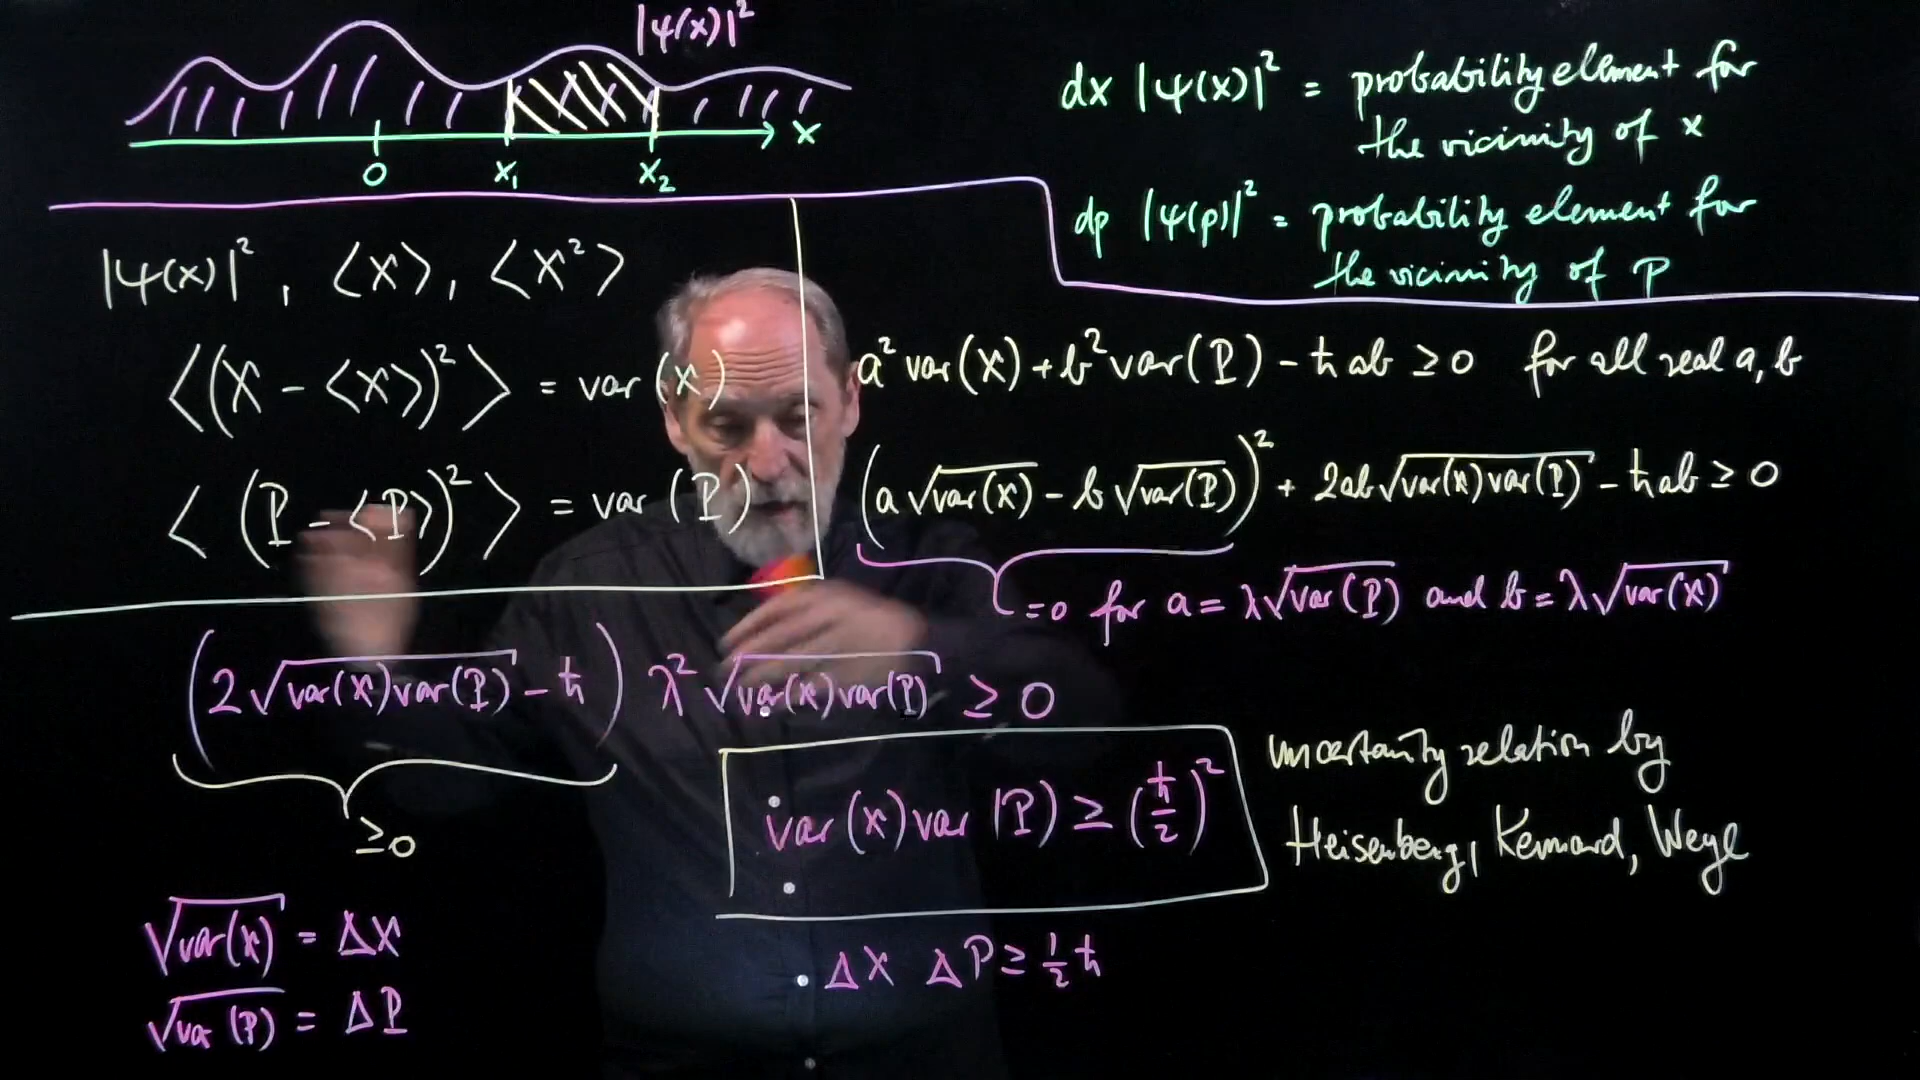 |ψ(x)|²
0 x₁ x₂ x
dx |ψ(x)|² = probability element for
the vicinity of x
dp |ψ(p)|² = probability element for
the vicinity of p
|ψ(x)|², ⟨X⟩, ⟨X²⟩
⟨(X - ⟨X⟩)²⟩ = var(X)
⟨(P - ⟨P⟩)²⟩ = var(P)
a² var(X) + b² var(P) - ħab ≥ 0 for all real a, b
(a√var(X) - b√var(P))² + 2ab√var(X)var(P) - ħab ≥ 0
=0 for a = λ√var(P) and b = λ√var(X)
(2√var(X)var(P) - ħ) λ²√var(X)var(P) ≥ 0
≥0
var(X)var(P) ≥ (ħ/2)²
uncertainty relation by
Heisenberg, Kennard, Weyl
√var(X) = ΔX
√var(P) = ΔP
ΔX ΔP ≥ ½ħ